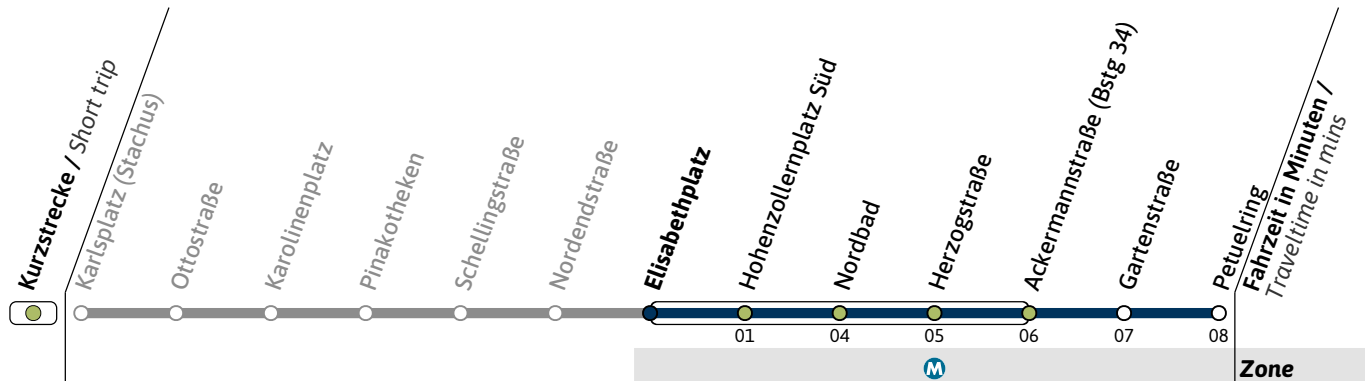 Kurzstrecke / Short trip
Karlsplatz (Stachus)
Ottostraße
Karolinenplatz
Pinakotheken
Schellingstraße
Nordendstraße
Elisabethplatz
Hohenzollernplatz Süd
Nordbad
Herzogstraße
Ackermannstraße (Bstg 34)
Gartenstraße
Petuelring
Fahrzeit in Minuten /
Traveltime in mins
01 04 05 06 07 08
M
Zone